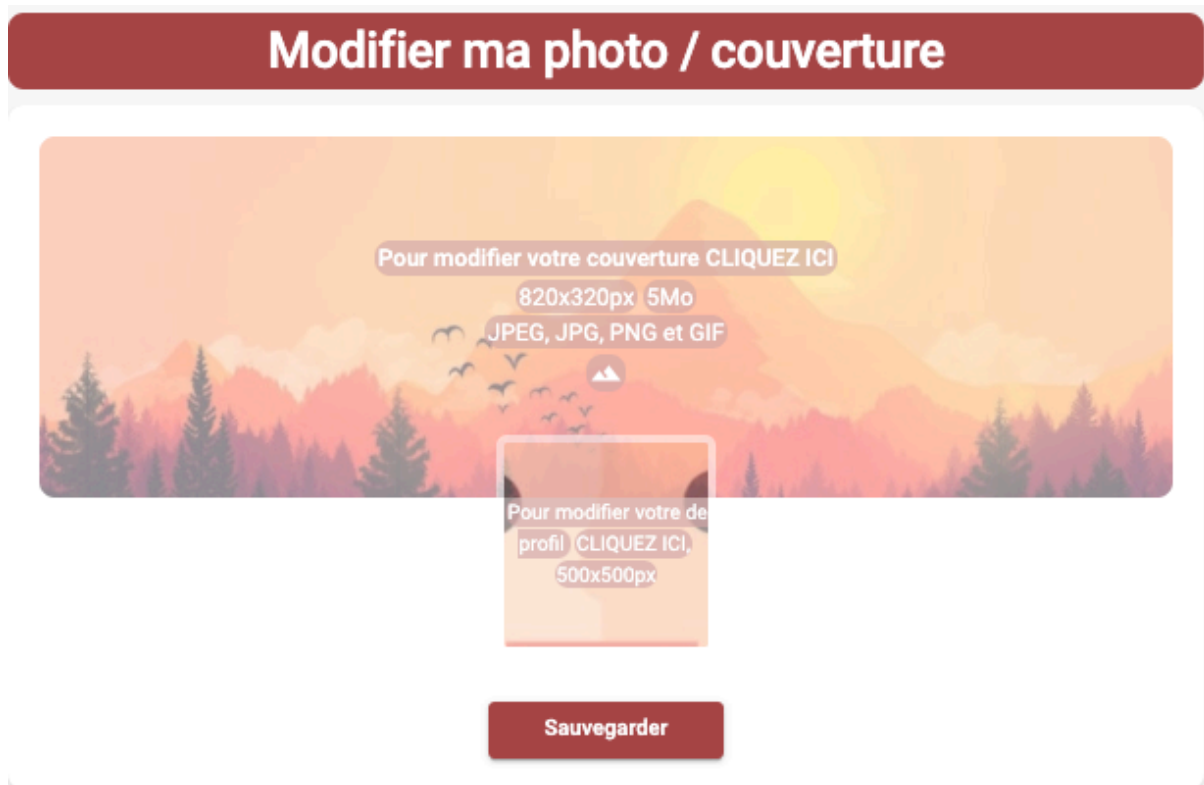 Modifier ma photo / couverture
Pour modifier votre couverture CLIQUEZ ICI
820x320px 5Mo
JPEG, JPG, PNG et GIF
Pour modifier votre de
profil CLIQUEZ ICI,
500x500px
Sauvegarder